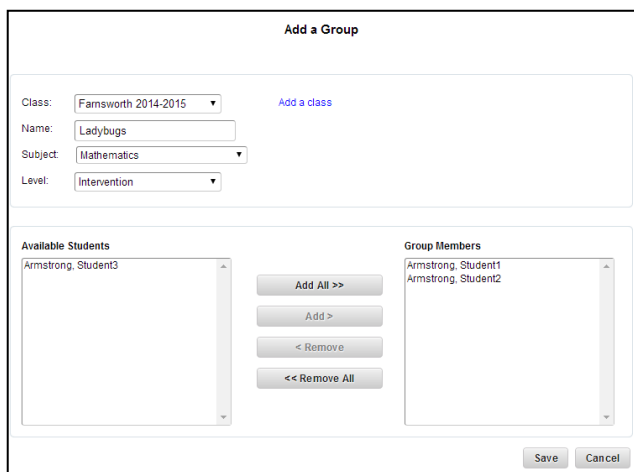 Add a Group
Class: Farnsworth 2014-2015 Add a class
Name: Ladybugs
Subject: Mathematics
Level: Intervention
Available Students
Armstrong, Student3
Add All >>
Add >
< Remove
<< Remove All
Group Members
Armstrong, Student1
Armstrong, Student2
Save Cancel